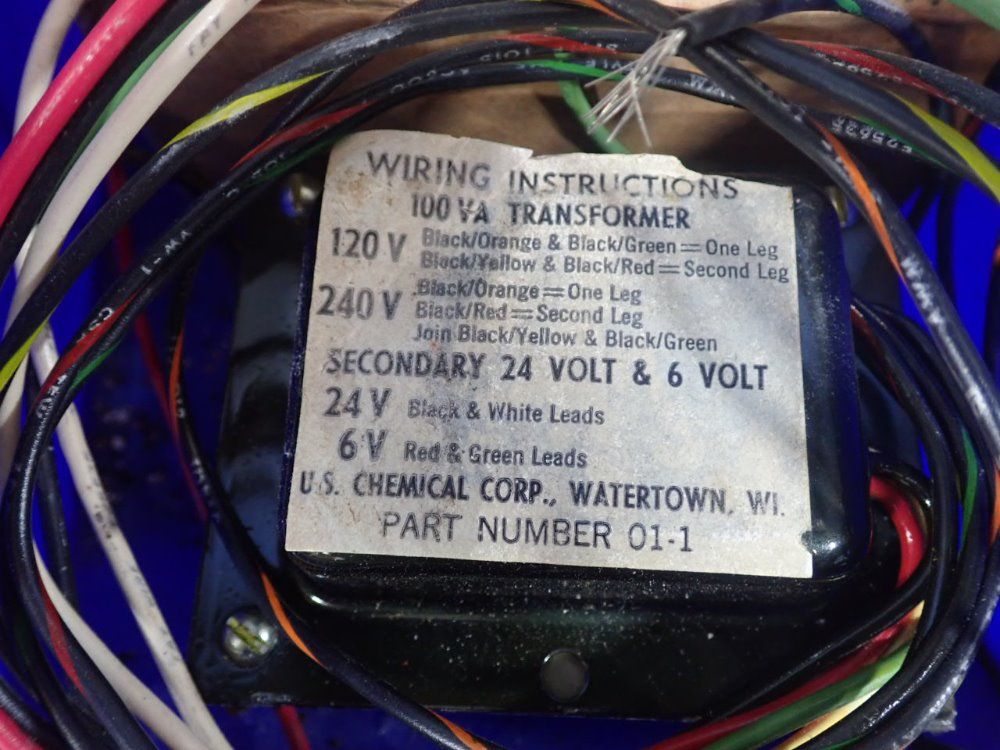 WIRING INSTRUCTIONS
100 VA TRANSFORMER
120 V Black/Orange & Black/Green = One Leg
Black/Yellow & Black/Red = Second Leg
240 V Black/Orange = One Leg
Black/Red = Second Leg
Join Black/Yellow & Black/Green
SECONDARY 24 VOLT & 6 VOLT
24 V Black & White Leads
6 V Red & Green Leads
U.S. CHEMICAL CORP., WATERTOWN, WI.
PART NUMBER 01-1